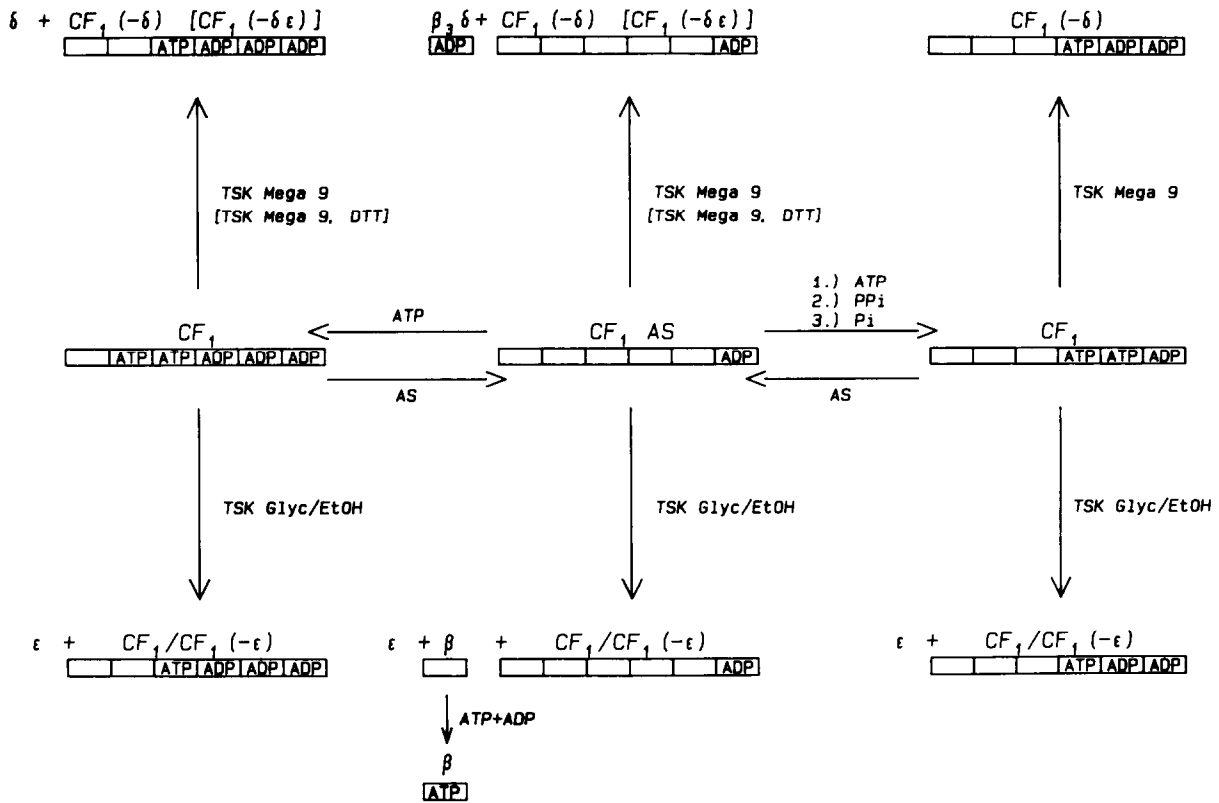 δ + CF₁ (-δ) [CF₁ (-δ ε)]
ATP ADP ADP ADP
β₃ δ + CF₁ (-δ) [CF₁ (-δ ε)]
ADP ADP
CF₁ (-δ)
ATP ADP ADP
TSK Mega 9
[TSK Mega 9, DTT]
TSK Mega 9
[TSK Mega 9, DTT]
TSK Mega 9
CF₁
ATP ATP ADP ADP ADP
ATP
AS
CF₁ AS
ADP
1.) ATP
2.) PPi
3.) Pi
AS
CF₁
ATP ATP ADP
TSK Glyc/EtOH
TSK Glyc/EtOH
TSK Glyc/EtOH
ε + CF₁/CF₁ (-ε)
ATP ADP ADP ADP
ε + β + CF₁/CF₁ (-ε)
ADP
ε + CF₁/CF₁ (-ε)
ATP ADP ADP
ATP+ADP
β
ATP